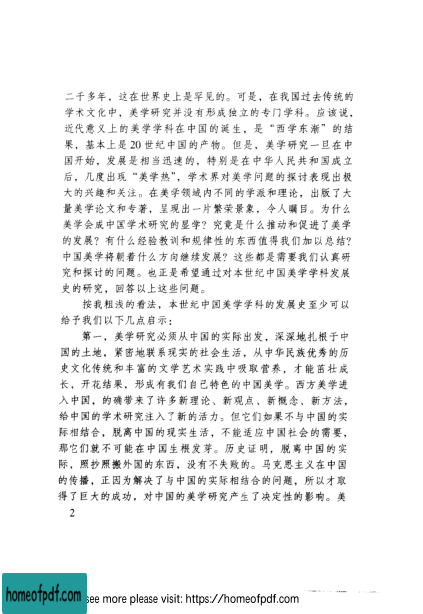 二千多年，这在世界史上是罕见的。可是，在我国过去传统的
学术文化中，美学研究并没有形成独立的专门学科。应该说，
近代意义上的美学学科在中国的诞生，是“西学东渐”的结
果，基本上是 20 世纪中国的产物。但是，美学研究一旦在中
国开始，发展是相当迅速的，特别是在中华人民共和国成立
后，几度出现“美学热”，学术界对美学问题的探讨表现出极
大的兴趣和关注。在美学领域内不同的学派和理论，出版了大
量美学论文和专著，呈现出一片繁荣景象，令人瞩目。为什么
美学会成中国学术研究的显学？究竟是什么推动和促进了美学
的发展？有什么经验教训和规律性的东西值得我们加以总结？
中国美学将朝着什么方向继续发展？这些都是需要我们认真研
究和探讨的问题。也正是希望通过对本世纪中国美学学科发展
史的研究，回答以上这些问题。
按我粗浅的看法，本世纪中国美学学科的发展史至少可以
给予我们以下几点启示：
第一，美学研究必须从中国的实际出发，深深地扎根于中
国的土地，紧密地联系现实的社会生活，从中华民族优秀的历
史文化传统和丰富的文学艺术实践中吸取营养，才能茁壮成
长，开花结果，形成有我们自己特色的中国美学。西方美学进
入中国，的确带来了许多新理论、新观点、新概念、新方法，
给中国的学术研究注入了新的活力。但它们如果不与中国的实
际相结合，脱离中国的现实生活，不能适应中国社会的需要，
那它们就不可能在中国生根发芽。历史证明，脱离中国的实
际，照抄照搬外国的东西，没有不失败的。马克思主义在中国
的传播，正因为解决了与中国的实际相结合的问题，所以才取
得了巨大的成功，对中国的美学研究产生了决定性的影响。美
2
homeofpdf.com
see more please visit: https://homeofpdf.com